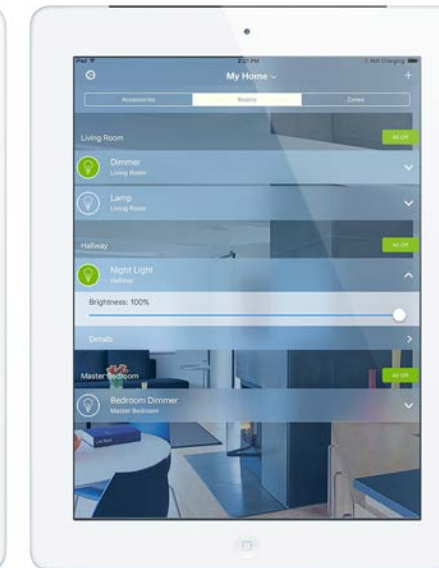 iPad
2:21 PM
Not Charging
My Home
+
Accessories
Rooms
Zones
Living Room
All Off
Dimmer
Living Room
Lamp
Living Room
Hallway
All Off
Night Light
Hallway
Brightness: 100%
Details
Master Bedroom
All Off
Bedroom Dimmer
Master Bedroom